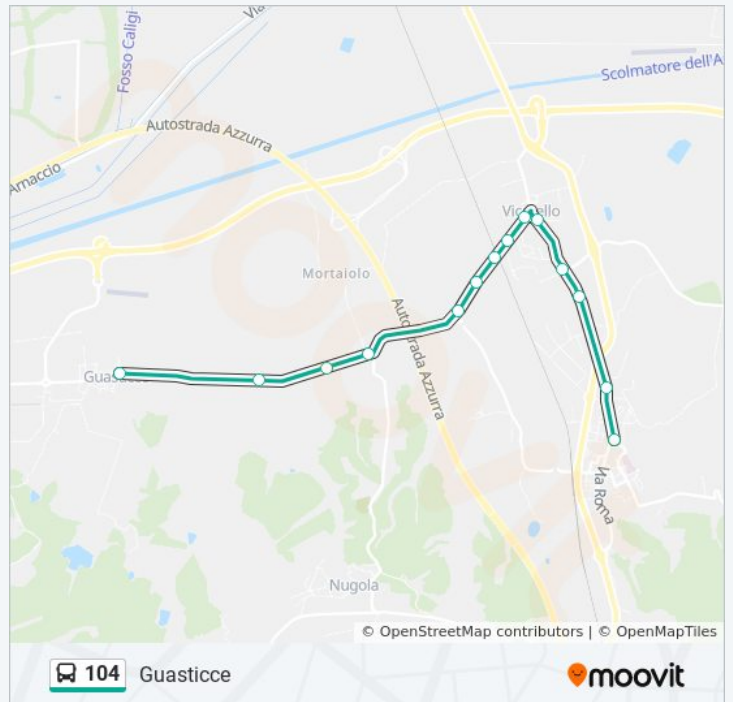 Via
Fosso Caligi
Scolmatore dell'A
Autostrada Azzurra
Arnaccio
Mortaiolo
Autostrada Azzurra
Via Roma
Nugola
© OpenStreetMap contributors | © OpenMapTiles
104 Guasticce
moovit